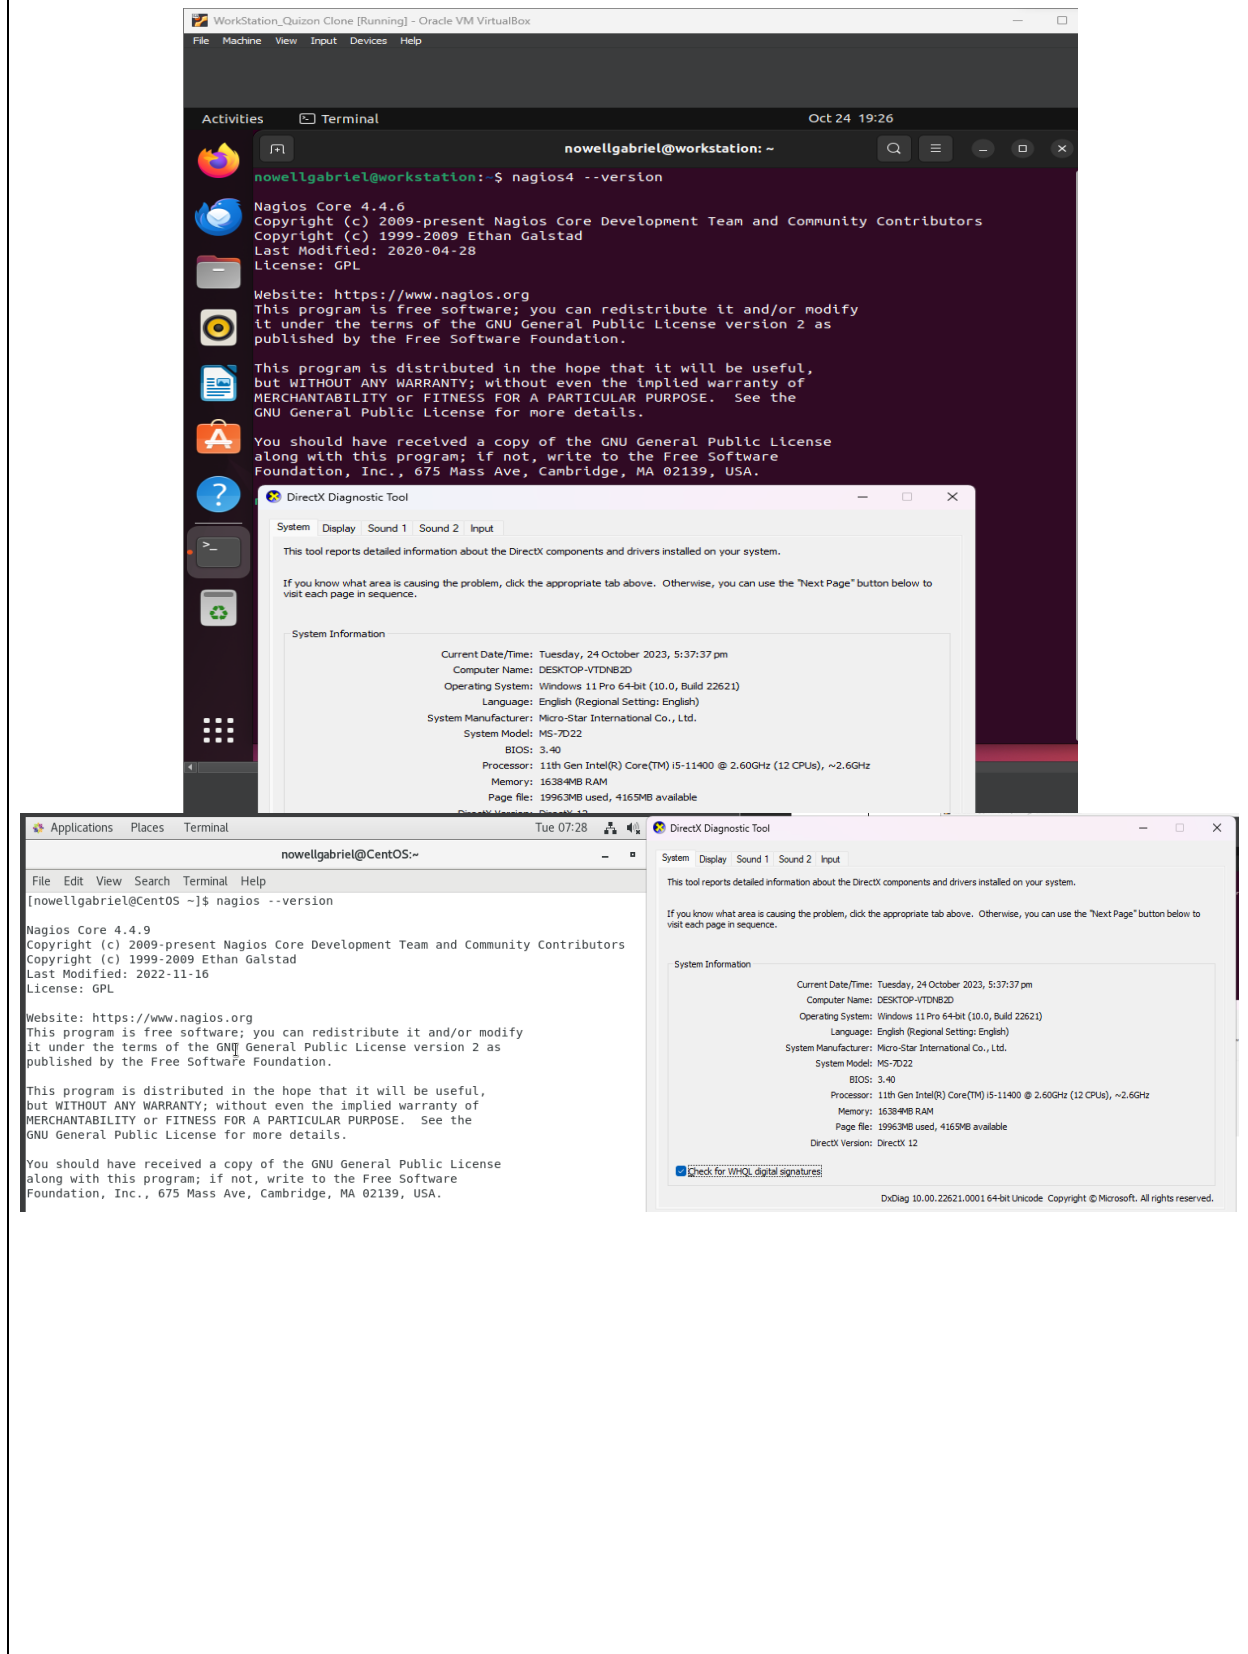 WorkStation_Quizon Clone [Running] - Oracle VM VirtualBox
File Machine View Input Devices Help
Activities Terminal Oct 24 19:26
nowellgabriel@workstation: ~
nowellgabriel@workstation:~$ nagios4 --version
Nagios Core 4.4.6
Copyright (c) 2009-present Nagios Core Development Team and Community Contributors
Copyright (c) 1999-2009 Ethan Galstad
Last Modified: 2020-04-28
License: GPL
Website: https://www.nagios.org
This program is free software; you can redistribute it and/or modify
it under the terms of the GNU General Public License version 2 as
published by the Free Software Foundation.
This program is distributed in the hope that it will be useful,
but WITHOUT ANY WARRANTY; without even the implied warranty of
MERCHANTABILITY or FITNESS FOR A PARTICULAR PURPOSE.  See the
GNU General Public License for more details.
You should have received a copy of the GNU General Public License
along with this program; if not, write to the Free Software
Foundation, Inc., 675 Mass Ave, Cambridge, MA 02139, USA.
DirectX Diagnostic Tool
System Display Sound 1 Sound 2 Input
This tool reports detailed information about the DirectX components and drivers installed on your system.
If you know what area is causing the problem, click the appropriate tab above.  Otherwise, you can use the "Next Page" button below to
visit each page in sequence.
System Information
Current Date/Time: Tuesday, 24 October 2023, 5:37:37 pm
Computer Name: DESKTOP-VTDNB2D
Operating System: Windows 11 Pro 64-bit (10.0, Build 22621)
Language: English (Regional Setting: English)
System Manufacturer: Micro-Star International Co., Ltd.
System Model: MS-7D22
BIOS: 3.40
Processor: 11th Gen Intel(R) Core(TM) i5-11400 @ 2.60GHz (12 CPUs), ~2.6GHz
Memory: 16384MB RAM
Page file: 19963MB used, 4165MB available
DirectX Version: DirectX 12
Applications Places Terminal Tue 07:28
nowellgabriel@CentOS:~
File Edit View Search Terminal Help
[nowellgabriel@CentOS ~]$ nagios --version
Nagios Core 4.4.9
Copyright (c) 2009-present Nagios Core Development Team and Community Contributors
Copyright (c) 1999-2009 Ethan Galstad
Last Modified: 2022-11-16
License: GPL
Website: https://www.nagios.org
This program is free software; you can redistribute it and/or modify
it under the terms of the GNU General Public License version 2 as
published by the Free Software Foundation.
This program is distributed in the hope that it will be useful,
but WITHOUT ANY WARRANTY; without even the implied warranty of
MERCHANTABILITY or FITNESS FOR A PARTICULAR PURPOSE.  See the
GNU General Public License for more details.
You should have received a copy of the GNU General Public License
along with this program; if not, write to the Free Software
Foundation, Inc., 675 Mass Ave, Cambridge, MA 02139, USA.
DirectX Diagnostic Tool
System Display Sound 1 Sound 2 Input
This tool reports detailed information about the DirectX components and drivers installed on your system.
If you know what area is causing the problem, click the appropriate tab above.  Otherwise, you can use the "Next Page" button below to
visit each page in sequence.
System Information
Current Date/Time: Tuesday, 24 October 2023, 5:37:37 pm
Computer Name: DESKTOP-VTDNB2D
Operating System: Windows 11 Pro 64-bit (10.0, Build 22621)
Language: English (Regional Setting: English)
System Manufacturer: Micro-Star International Co., Ltd.
System Model: MS-7D22
BIOS: 3.40
Processor: 11th Gen Intel(R) Core(TM) i5-11400 @ 2.60GHz (12 CPUs), ~2.6GHz
Memory: 16384MB RAM
Page file: 19963MB used, 4165MB available
DirectX Version: DirectX 12
Check for WHQL digital signatures
DxDiag 10.00.22621.0001 64-bit Unicode  Copyright © Microsoft. All rights reserved.